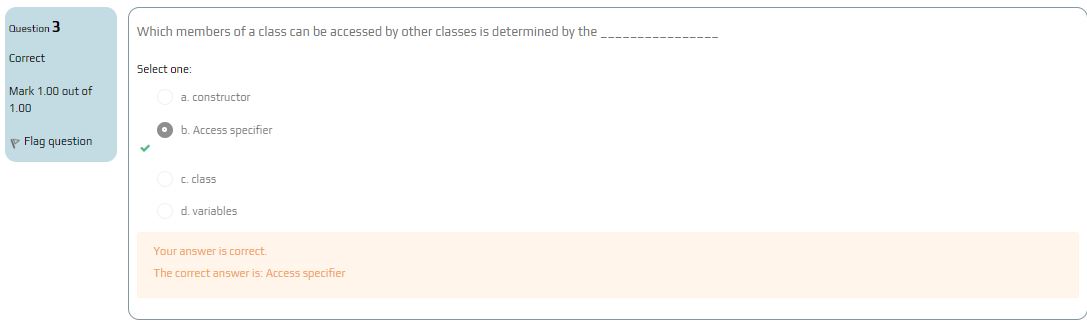 Question 3
Correct
Mark 1.00 out of
1.00
Flag question
Which members of a class can be accessed by other classes is determined by the ________________
Select one:
a. constructor
b. Access specifier
c. class
d. variables
Your answer is correct.
The correct answer is: Access specifier